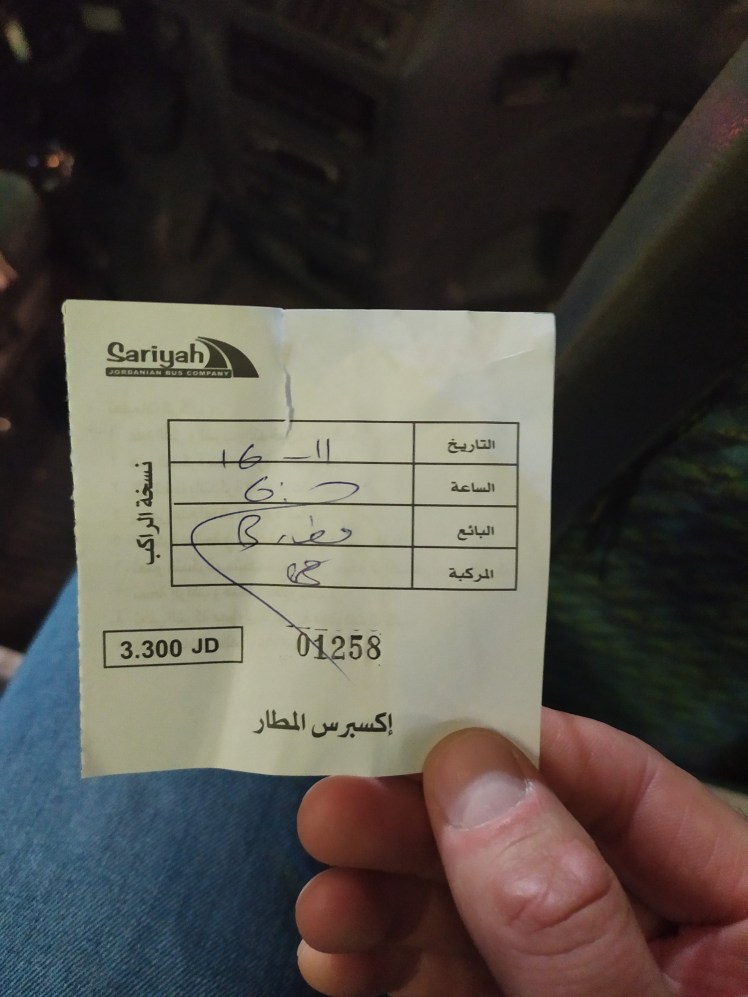 Sariyah
JORDANIAN BUS COMPANY
نسخة الراكب
التاريخ 16-11
الساعة
البائع
المركبة
3.300 JD
01258
إكسبرس المطار